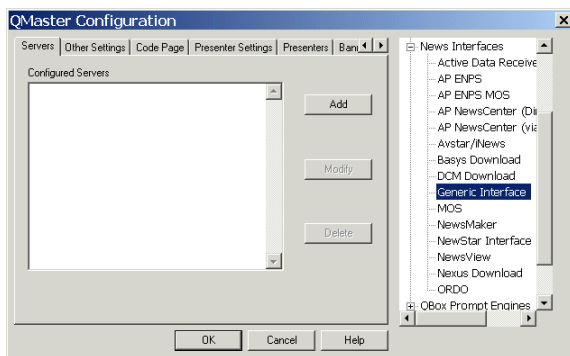 QMaster Configuration
Servers
Other Settings
Code Page
Presenter Settings
Presenters
Configured Servers
Add
Modify
Delete
News Interfaces
Active Data Receive
AP ENPS
AP ENPS MOS
AP NewsCenter (Di
AP NewsCenter (via
Avstar/iNews
Basys Download
DCM Download
Generic Interface
MOS
NewsMaker
NewStar Interface
NewsView
Nexus Download
ORDO
QBox Prompt Engines
OK
Cancel
Help